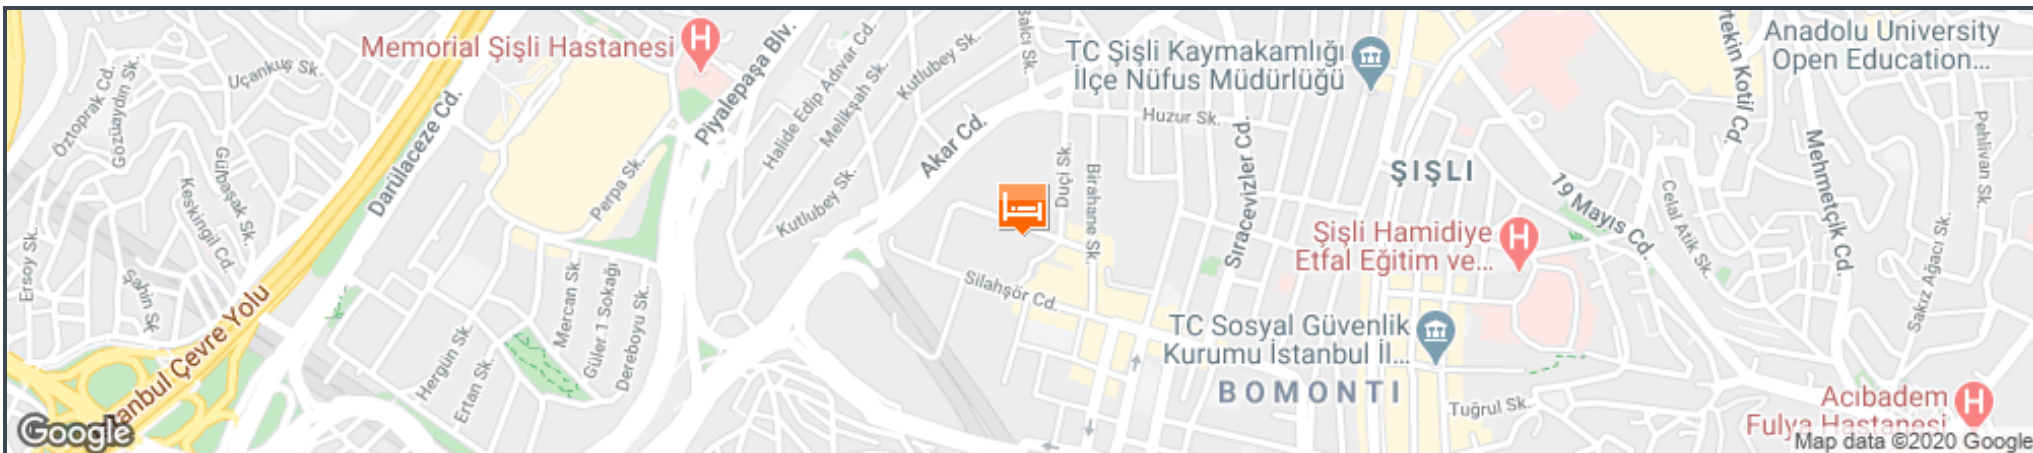 Memorial Şişli Hastanesi
Uçankuş Sk.
Öztoprak Cd.
Gözüaydın Sk.
Gülbaşak Sk.
Keskingil Cd.
Ersoy Sk.
Şahin Sk
Darülaceze Cd.
Perpa Sk.
Piyalepaşa Blv.
Halide Edip Adıvar Cd.
Melikşah Sk.
Kutlubey Sk.
Kutlubey Sk.
Balcı Sk.
Akar Cd.
Duçi Sk.
Birahane Sk.
Silahşör Cd.
TC Şişli Kaymakamlığı
İlçe Nüfus Müdürlüğü
Huzur Sk.
Sıracevizler Cd.
ŞIŞLI
19 Mayıs Cd.
Şişli Hamidiye
Etfal Eğitim ve...
TC Sosyal Güvenlik
Kurumu İstanbul İl...
BOMONTI
Tuğrul Sk.
Celal Atik Sk.
ytekin Kotil Cd.
Anadolu University
Open Education...
Mehmetçik Cd.
Pehlivan Sk.
Sakız Ağacı Sk.
Acıbadem
Fulya Hastanesi
Mercan Sk.
Güler 1 Sokağı
Dereboyu Sk.
Hergün Sk.
Ertan Sk.
tanbul Çevre Yolu
Google
Map data ©2020 Google